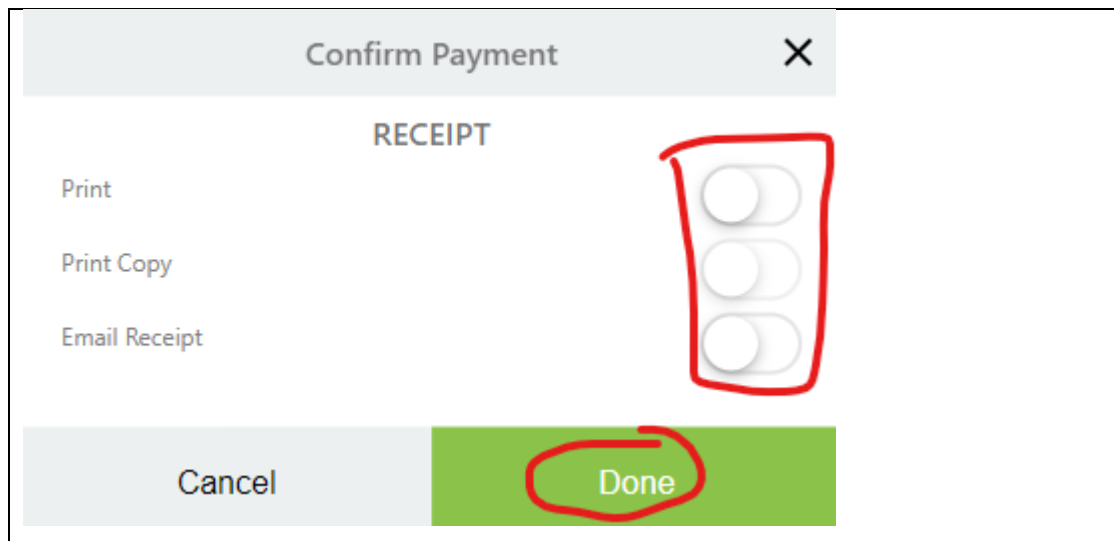 Confirm Payment
RECEIPT
Print
Print Copy
Email Receipt
Cancel
Done